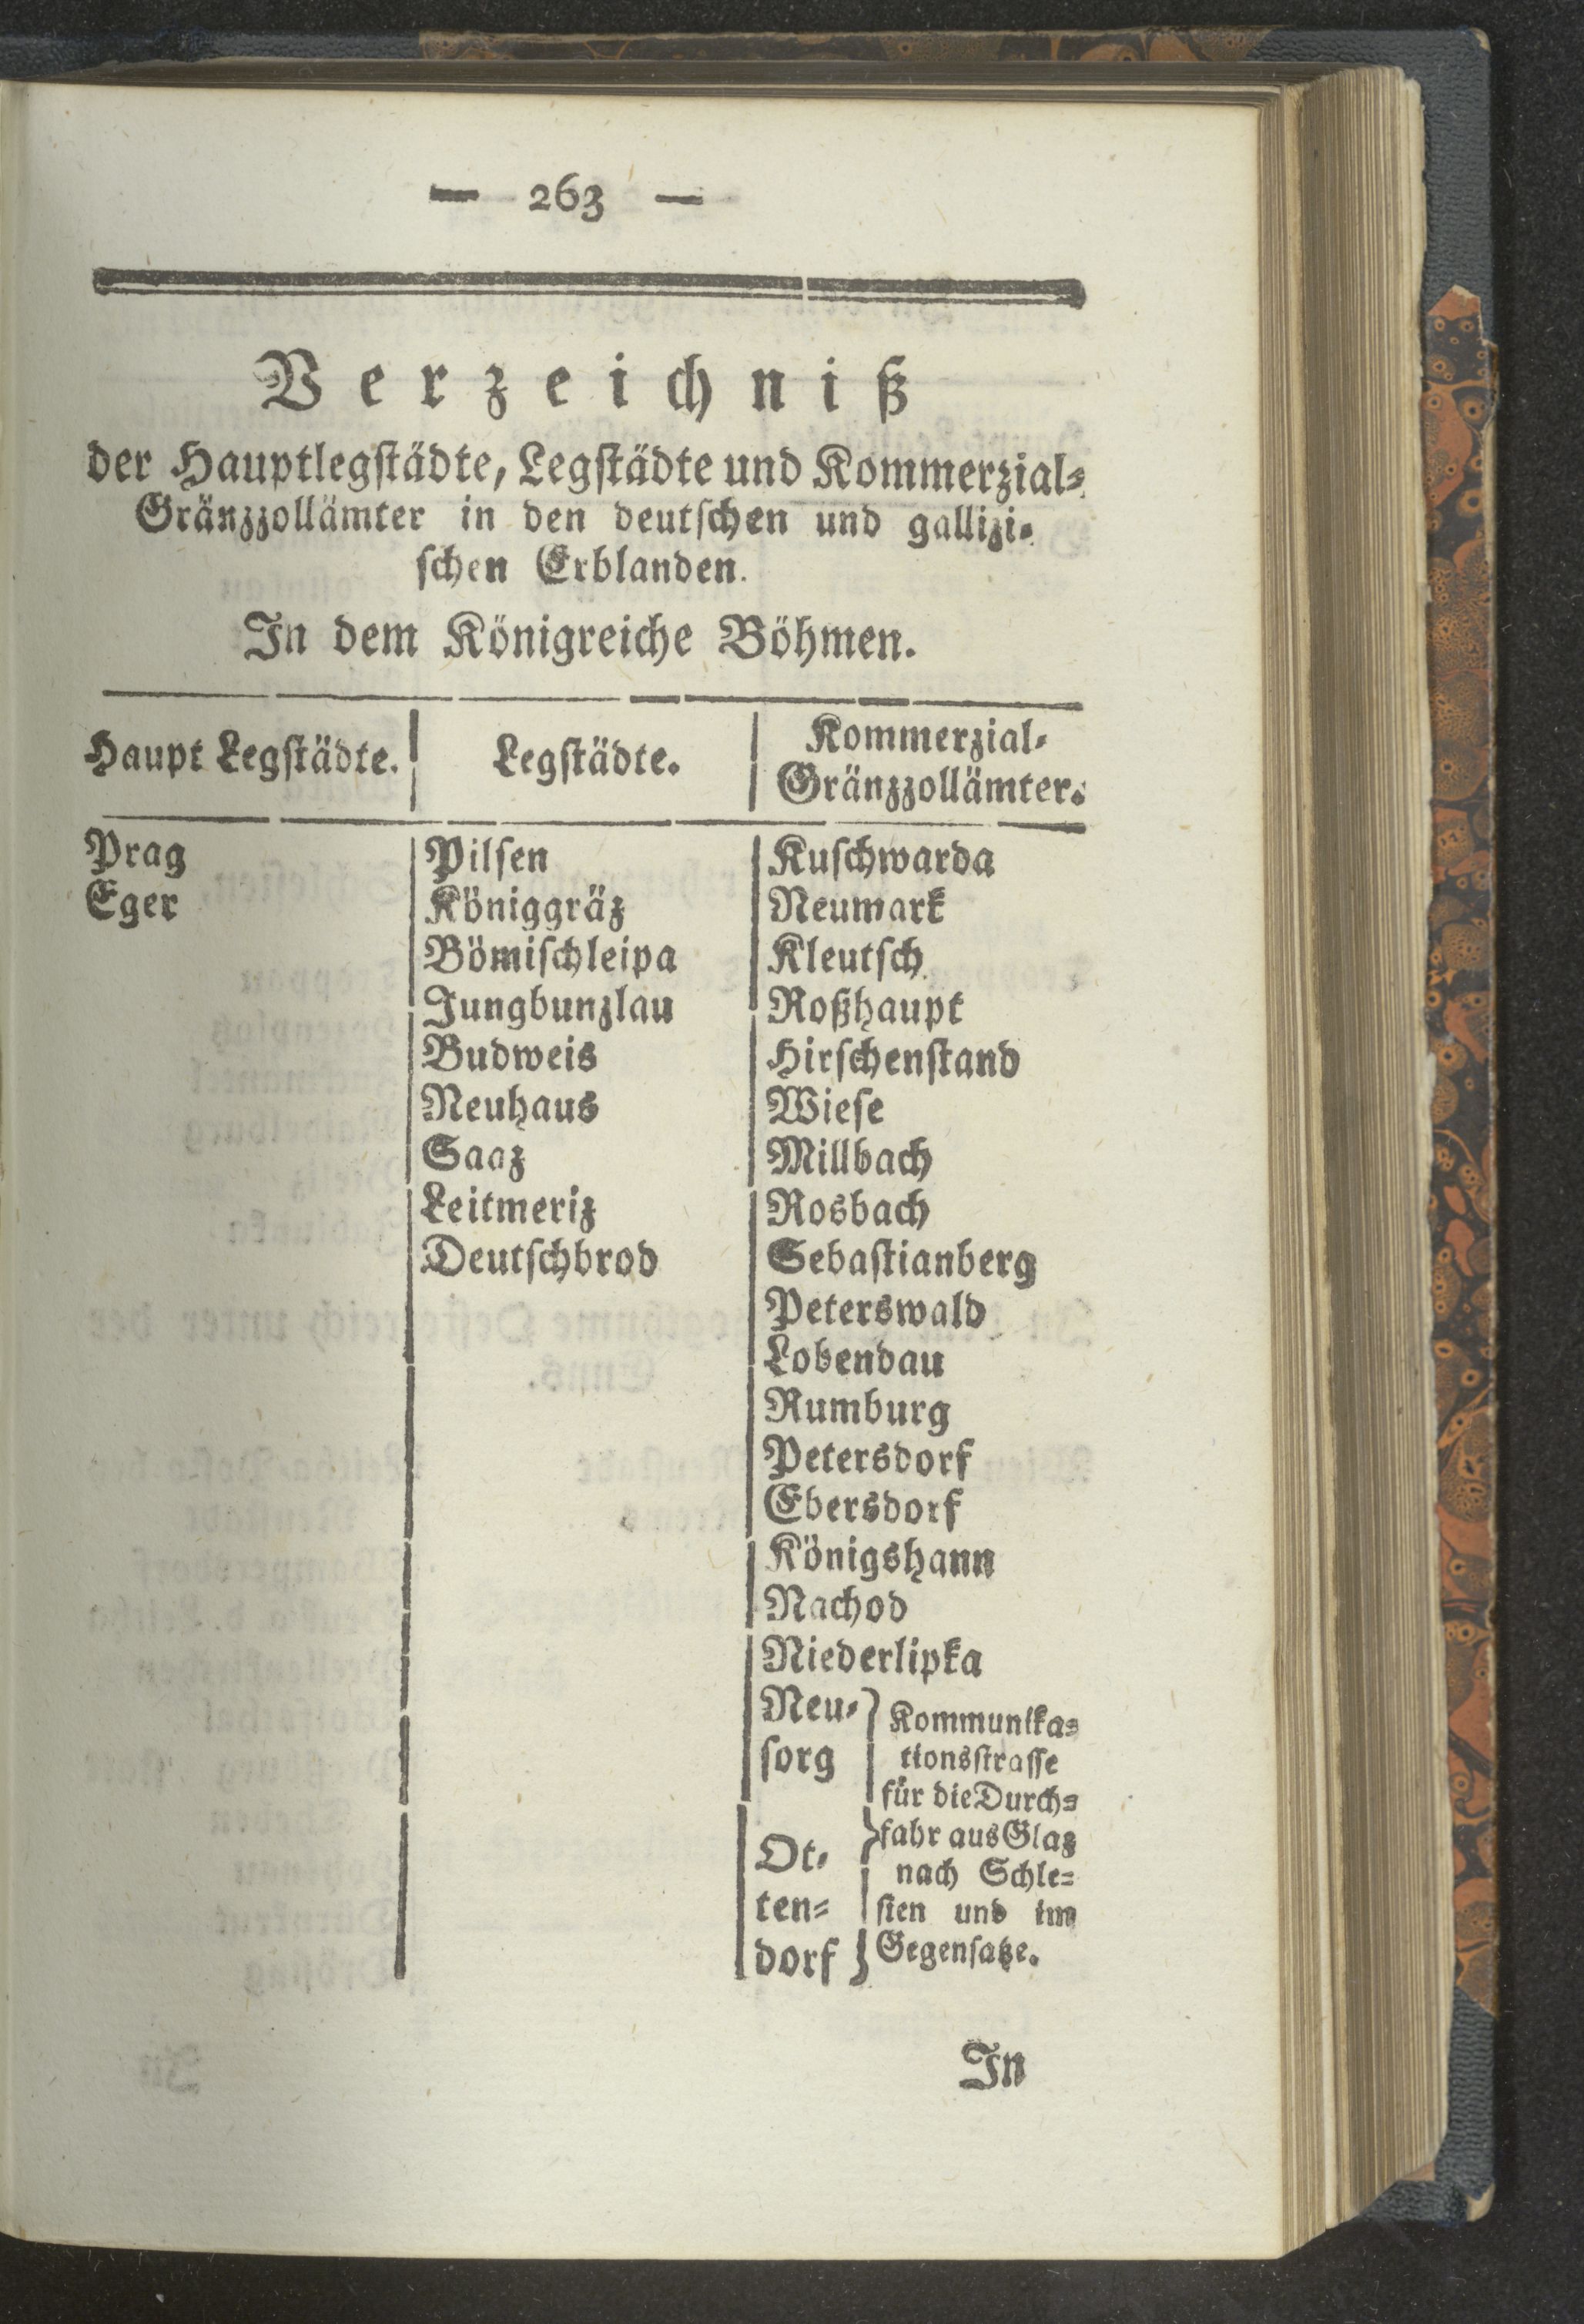 — 263 —
Verzeichniß
der Hauptlegstädte, Legstädte und Kommerzial-
Gränzzollämter in den deutschen und gallizi-
schen Erblanden.
In dem Königreiche Böhmen.
Haupt Legstädte.
Legstädte.
Kommerzial-
Gränzzollämter.
Prag
Eger
Pilsen
Königgräz
Bömischleipa
Jungbunzlau
Budweis
Neuhaus
Saaz
Leitmeriz
Deutschbrod
Kuschwarda
Neumark
Kleutsch
Roßhaupt
Hirschenstand
Wiese
Millbach
Rosbach
Sebastianberg
Peterswald
Lobendau
Rumburg
Petersdorf
Ebersdorf
Königshann
Nachod
Niederlipka
Neu-
sorg
Ot-
ten-
dorf
Kommunika-
tionsstrasse
für die Durch-
fahr aus Glaz
nach Schle-
sien und im
Gegensatze.
In